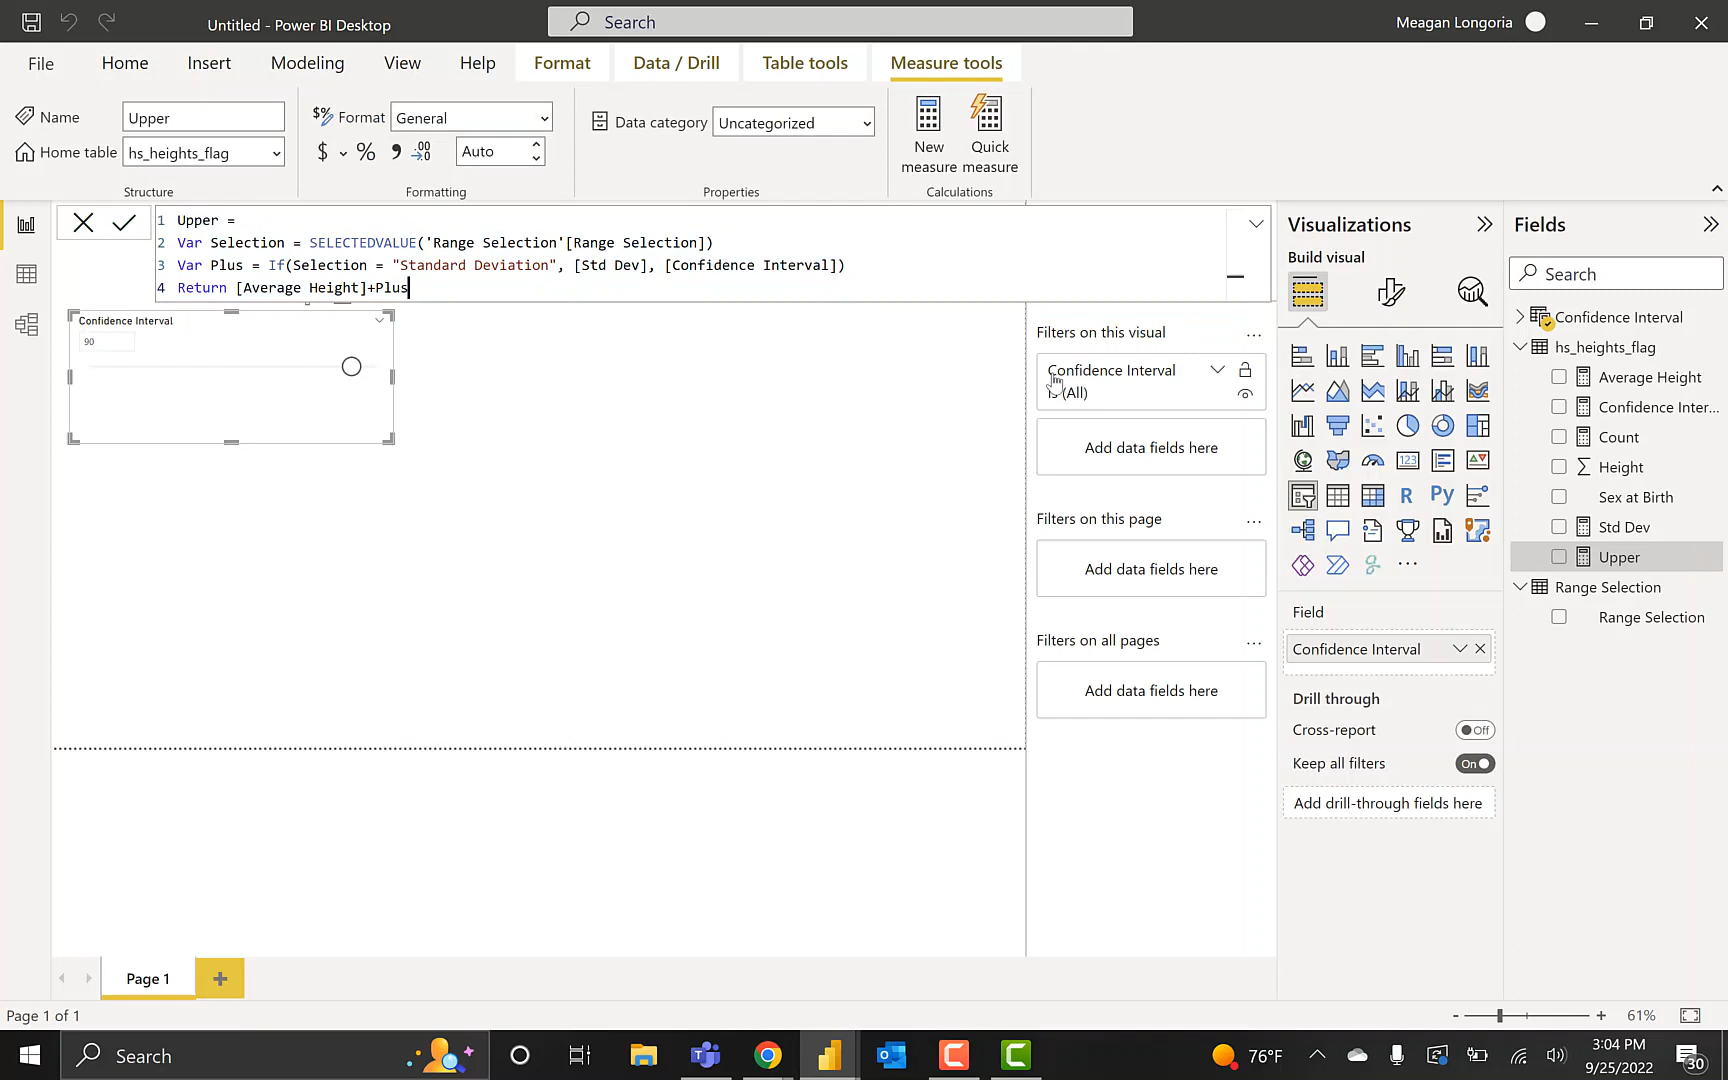 Untitled - Power BI Desktop
Search
Meagan Longoria
File
Home
Insert
Modeling
View
Help
Format
Data / Drill
Table tools
Measure tools
Name
Upper
Home table
hs_heights_flag
Structure
Format
General
$
%
Auto
Formatting
Data category
Uncategorized
Properties
New measure
Quick measure
Calculations
1 Upper =
2 Var Selection = SELECTEDVALUE('Range Selection'[Range Selection])
3 Var Plus = If(Selection = "Standard Deviation", [Std Dev], [Confidence Interval])
4 Return [Average Height]+Plus
Confidence Interval
90
Filters on this visual
...
Confidence Interval
is (All)
Add data fields here
Filters on this page
...
Add data fields here
Filters on all pages
...
Add data fields here
Visualizations
Build visual
123
R
Py
...
Field
Confidence Interval
Drill through
Cross-report
Off
Keep all filters
On
Add drill-through fields here
Fields
Search
Confidence Interval
hs_heights_flag
Average Height
Confidence Inter...
Count
Height
Sex at Birth
Std Dev
Upper
Range Selection
Range Selection
Page 1
+
Page 1 of 1
-
+
61%
Search
76°F
3:04 PM
9/25/2022
30